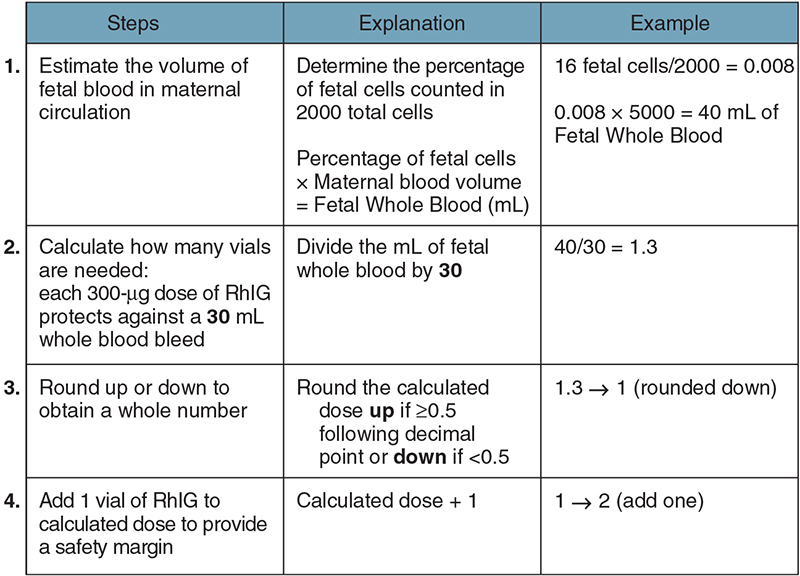 Steps
Explanation
Example
1.
Estimate the volume of
fetal blood in maternal
circulation
Determine the percentage
of fetal cells counted in
2000 total cells
Percentage of fetal cells
× Maternal blood volume
= Fetal Whole Blood (mL)
16 fetal cells/2000 = 0.008
0.008 × 5000 = 40 mL of
Fetal Whole Blood
2.
Calculate how many vials
are needed:
each 300-μg dose of RhIG
protects against a 30 mL
whole blood bleed
Divide the mL of fetal
whole blood by 30
40/30 = 1.3
3.
Round up or down to
obtain a whole number
Round the calculated
dose up if ≥0.5
following decimal
point or down if <0.5
1.3 → 1 (rounded down)
4.
Add 1 vial of RhIG to
calculated dose to provide
a safety margin
Calculated dose + 1
1 → 2 (add one)